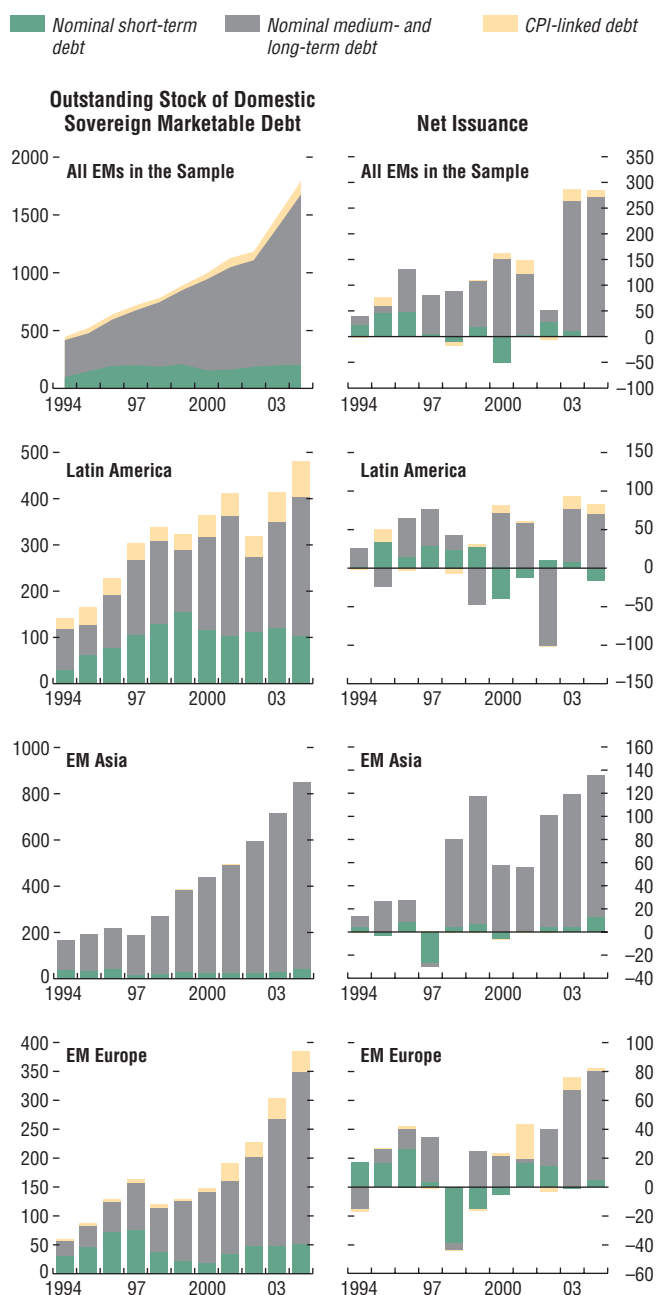 Nominal short-term
debt
Nominal medium- and
long-term debt
CPI-linked debt
Outstanding Stock of Domestic
Sovereign Marketable Debt
Net Issuance
All EMs in the Sample
2000
1500
1000
500
0
1994 97 2000 03
All EMs in the Sample
350
300
250
200
150
100
50
0
–50
–100
1994 97 2000 03
Latin America
500
400
300
200
100
0
1994 97 2000 03
Latin America
150
100
50
0
–50
–100
–150
1994 97 2000 03
EM Asia
1000
800
600
400
200
0
1994 97 2000 03
EM Asia
160
140
120
100
80
60
40
20
0
–20
–40
1994 97 2000 03
EM Europe
400
350
300
250
200
150
100
50
0
1994 97 2000 03
EM Europe
100
80
60
40
20
0
–20
–40
–60
1994 97 2000 03